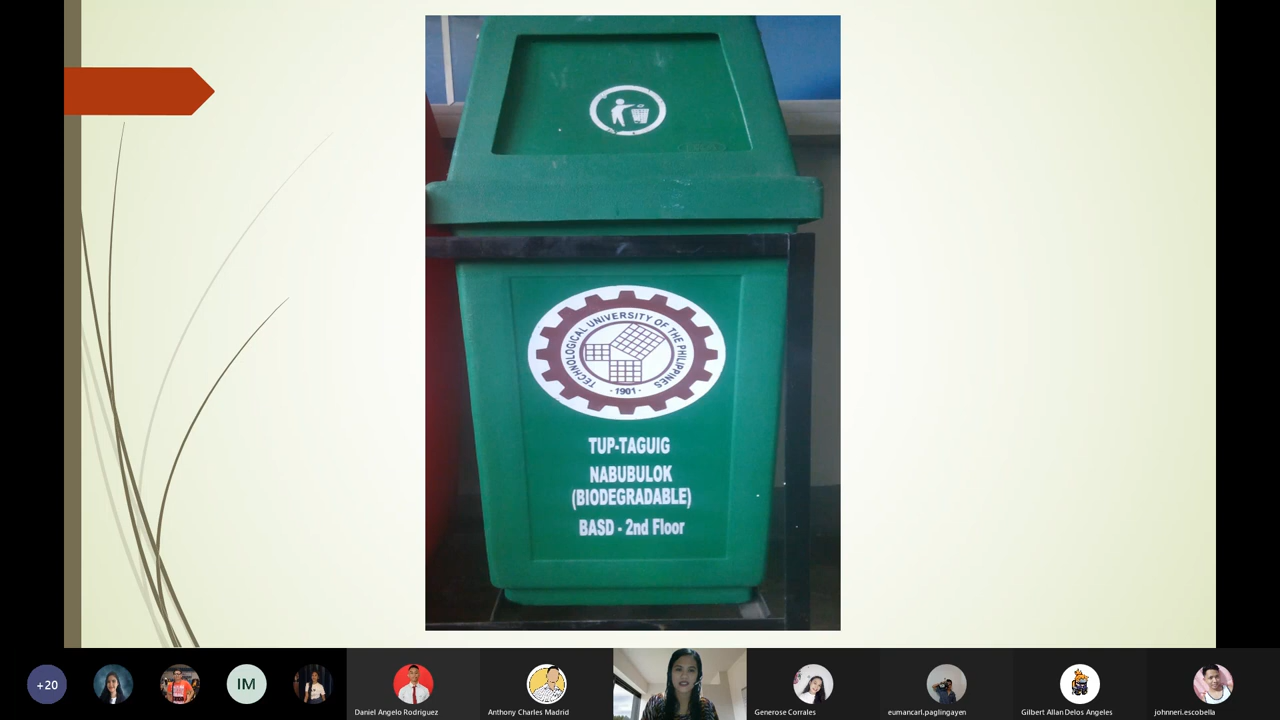 TECHNOLOGICAL UNIVERSITY OF THE PHILIPPINES
- 1901 -
TUP-TAGUIG
NABUBULOK
(BIODEGRADABLE)
BASD - 2nd Floor
+20
IM
Daniel Angelo Rodriguez
Anthony Charles Madrid
Generose Corrales
eumancarl.paglingayen
Gilbert Allan Delos Angeles
johnneri.escobella